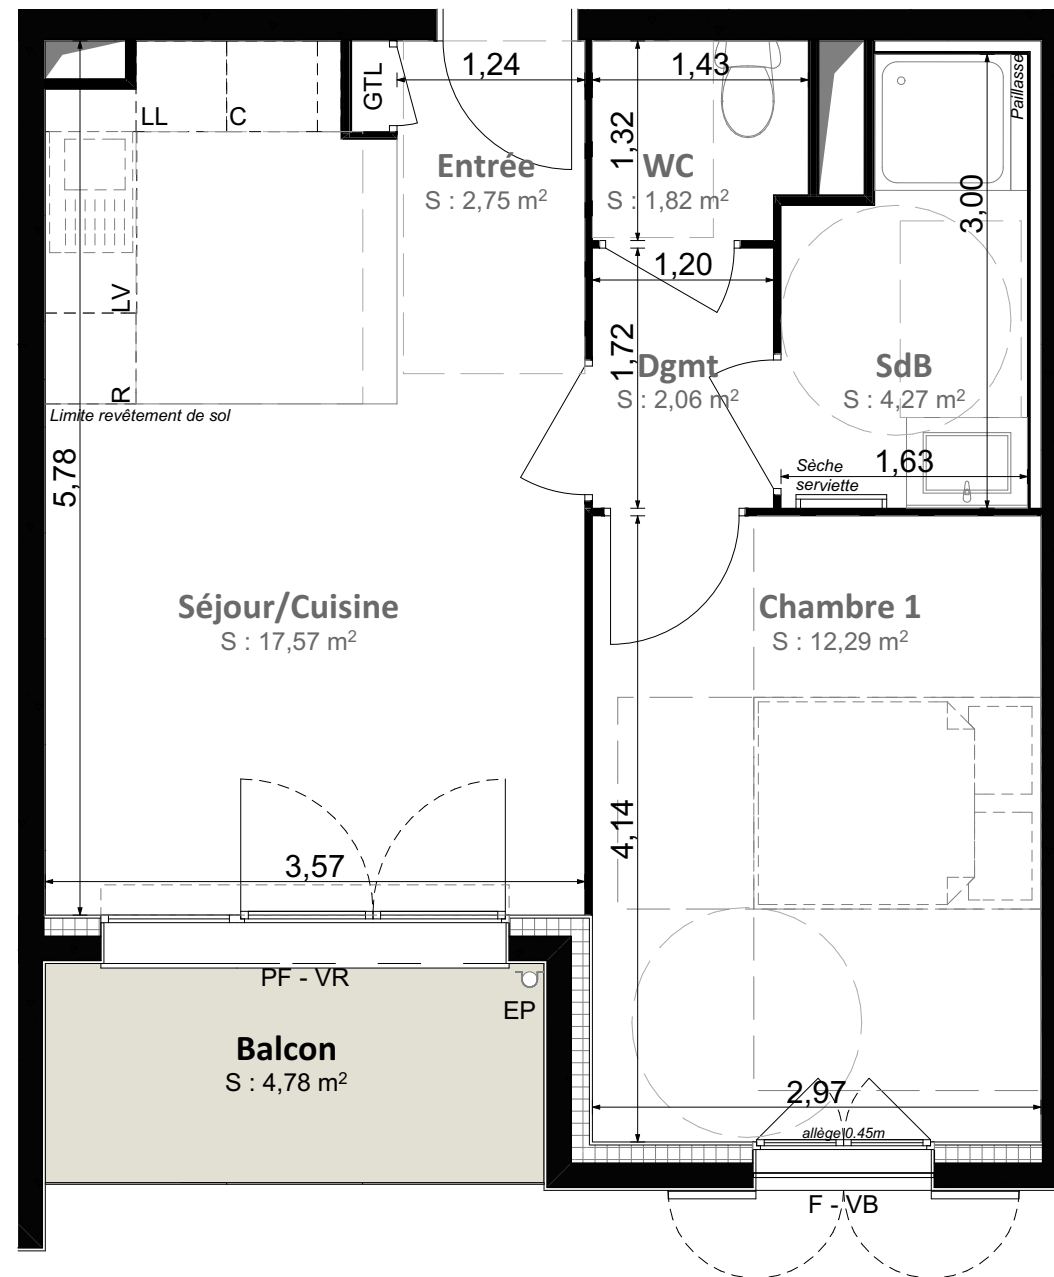 1,24
1,43
GTL
Paillasse
LL
C
1,32
Entrée
S : 2,75 m²
WC
S : 1,82 m²
3,00
1,20
LV
1,72
Dgmt
S : 2,06 m²
SdB
S : 4,27 m²
R
Limite revêtement de sol
5,78
Sèche
serviette
1,63
Séjour/Cuisine
S : 17,57 m²
Chambre 1
S : 12,29 m²
4,14
3,57
PF - VR
EP
Balcon
S : 4,78 m²
2,97
allège 0.45m
F - VB